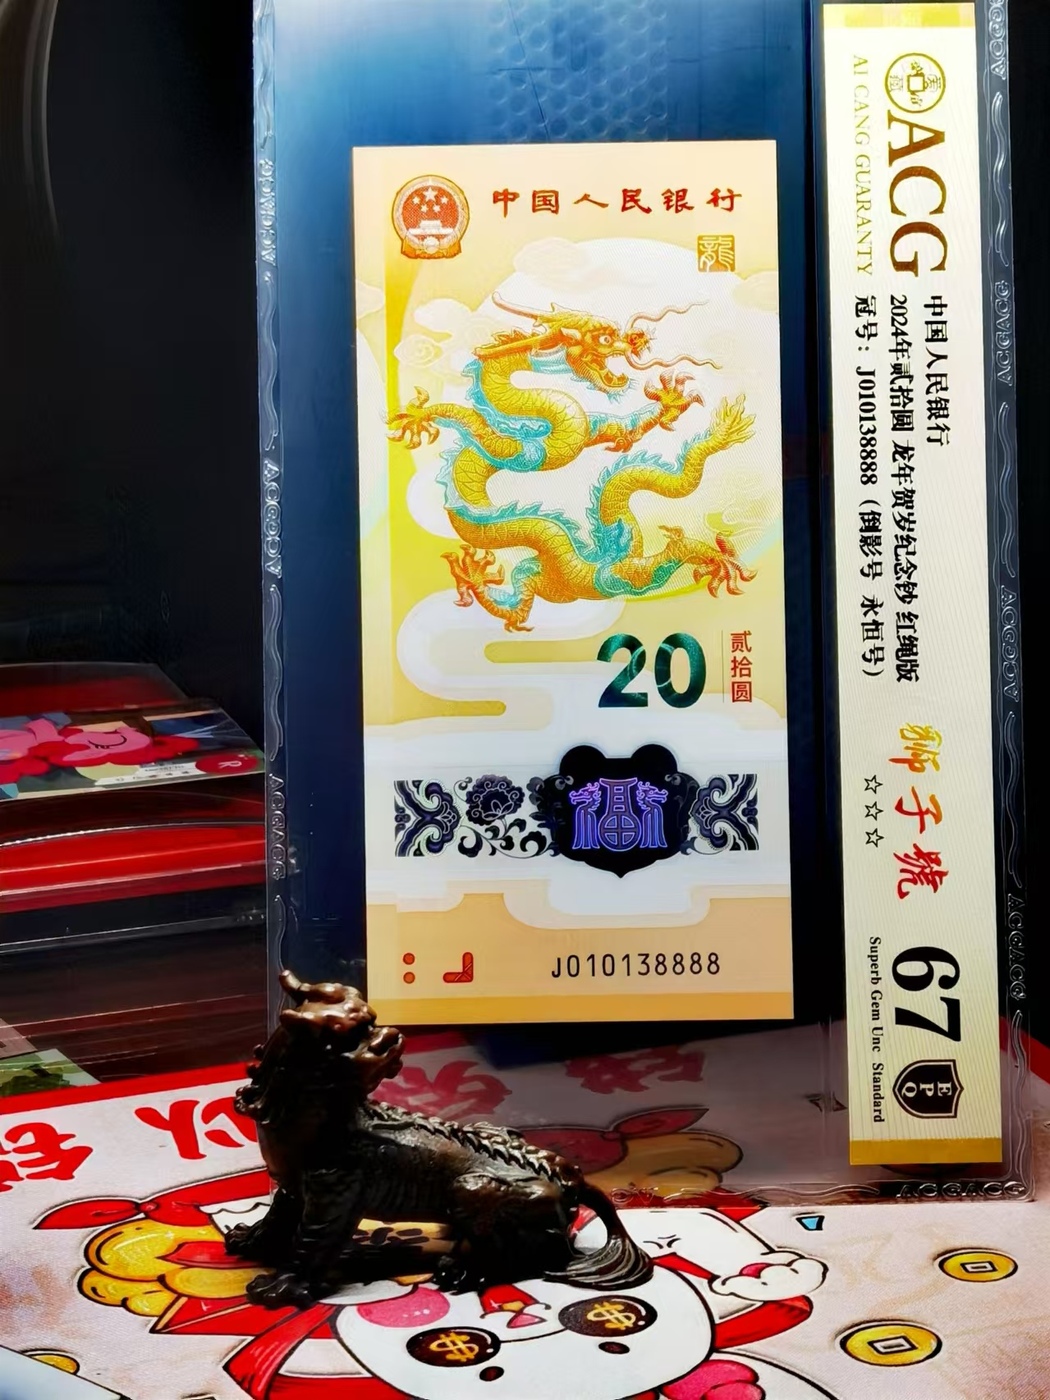 中国人民银行
龍
20
贰拾圆
J010138888
ACG
AI CANG GUARANTY
中国人民银行
2024年贰拾圆 龙年贺岁纪念钞 红绳版
冠号：J010138888（倒影号 永恒号）
狮子號
☆☆☆
67
EPQ
Superb Gem Unc Standard